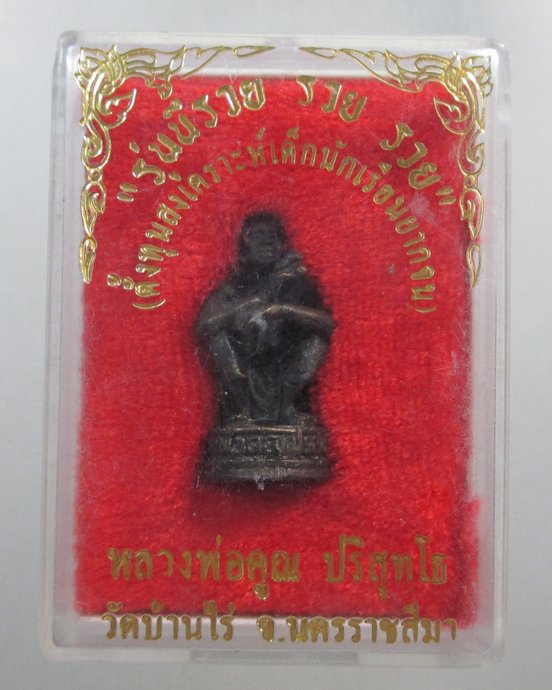 "รุ่นนี้รวย รวย รวย"
(ตั้งทุนสงเคราะห์เด็กนักเรียนยากจน)
หลวงพ่อคูณ ปริสุทโธ
วัดบ้านไร่ จ.นครราชสีมา